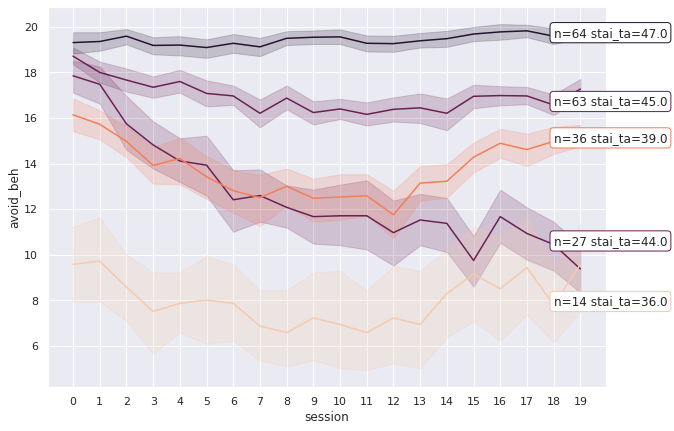 20
18
16
14
12
10
8
6
avoid_beh
n=64 stai_ta=47.0
n=63 stai_ta=45.0
n=36 stai_ta=39.0
n=27 stai_ta=44.0
n=14 stai_ta=36.0
0 1 2 3 4 5 6 7 8 9 10 11 12 13 14 15 16 17 18 19
session